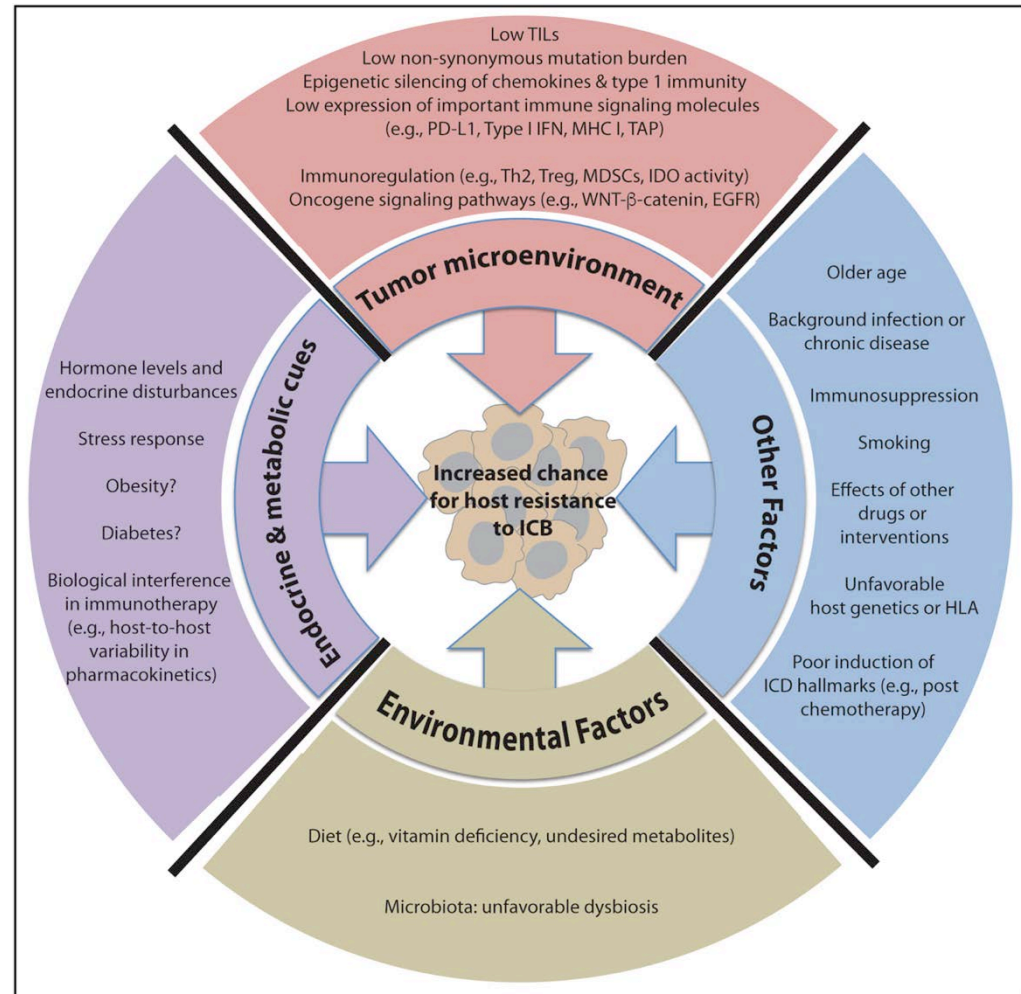 Low TILs
Low non-synonymous mutation burden
Epigenetic silencing of chemokines & type 1 immunity
Low expression of important immune signaling molecules
(e.g., PD-L1, Type I IFN, MHC I, TAP)
Immunoregulation (e.g., Th2, Treg, MDSCs, IDO activity)
Oncogene signaling pathways (e.g., WNT-β-catenin, EGFR)
Tumor microenvironment
Hormone levels and
endocrine disturbances
Stress response
Obesity?
Diabetes?
Biological interference
in immunotherapy
(e.g., host-to-host
variability in
pharmacokinetics)
Endocrine & metabolic cues
Increased chance
for host resistance
to ICB
Other Factors
Older age
Background infection or
chronic disease
Immunosuppression
Smoking
Effects of other
drugs or
interventions
Unfavorable
host genetics or HLA
Poor induction of
ICD hallmarks (e.g., post
chemotherapy)
Environmental Factors
Diet (e.g., vitamin deficiency, undesired metabolites)
Microbiota: unfavorable dysbiosis